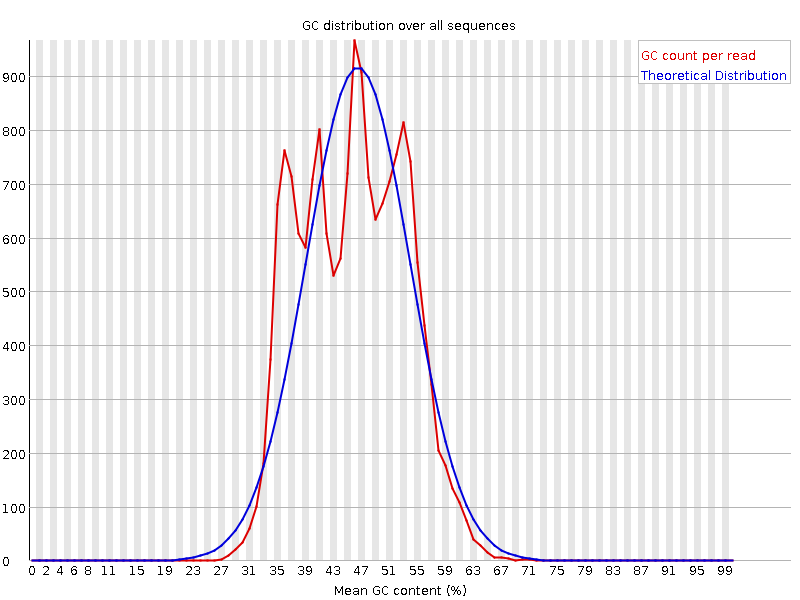 GC distribution over all sequences
GC count per read
Theoretical Distribution
900
800
700
600
500
400
300
200
100
0
0 2 4 6 8 11 15 19 23 27 31 35 39 43 47 51 55 59 63 67 71 75 79 83 87 91 95 99
Mean GC content (%)